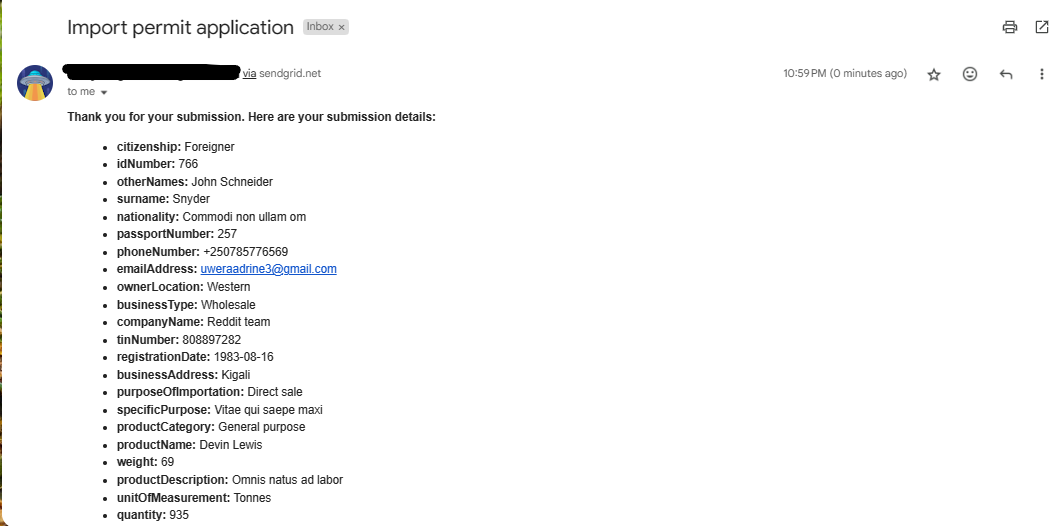 Import permit application Inbox ×
via sendgrid.net 10:59 PM (0 minutes ago)
to me
Thank you for your submission. Here are your submission details:
citizenship: Foreigner
idNumber: 766
otherNames: John Schneider
surname: Snyder
nationality: Commodi non ullam om
passportNumber: 257
phoneNumber: +250785776569
emailAddress: uweraadrine3@gmail.com
ownerLocation: Western
businessType: Wholesale
companyName: Reddit team
tinNumber: 808897282
registrationDate: 1983-08-16
businessAddress: Kigali
purposeOfImportation: Direct sale
specificPurpose: Vitae qui saepe maxi
productCategory: General purpose
productName: Devin Lewis
weight: 69
productDescription: Omnis natus ad labor
unitOfMeasurement: Tonnes
quantity: 935